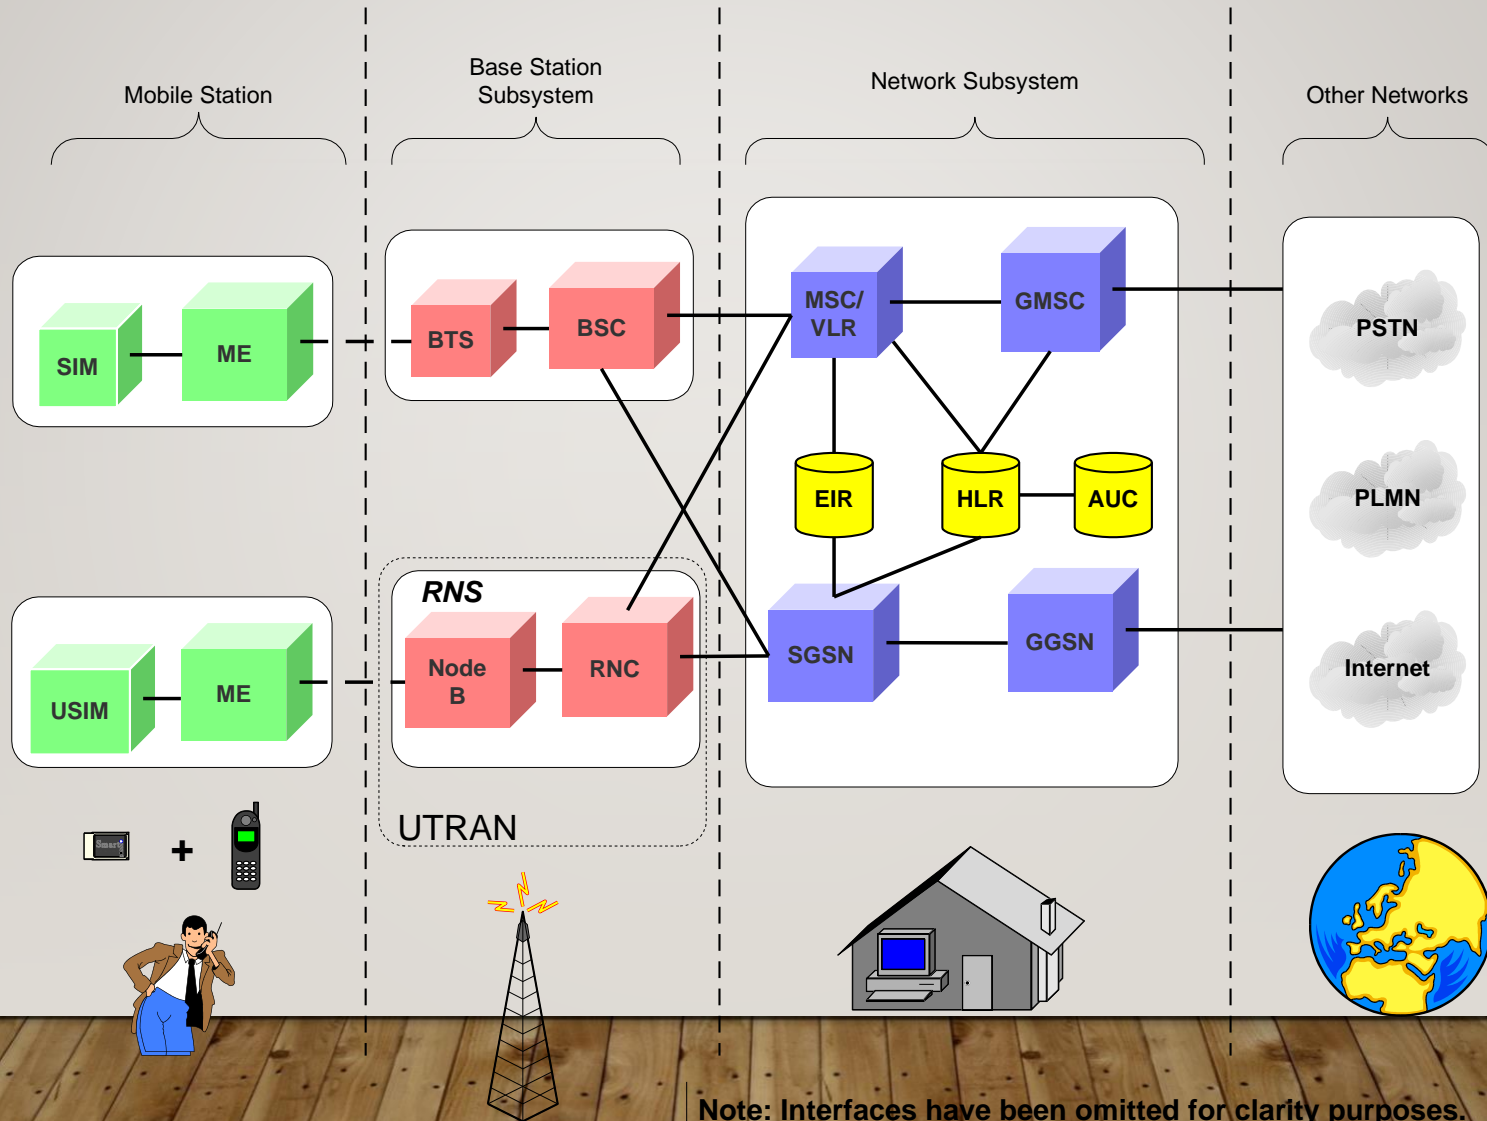 Mobile Station
Base Station
Subsystem
Network Subsystem
Other Networks
SIM
ME
BTS
BSC
MSC/
VLR
GMSC
PSTN
EIR
HLR
AUC
PLMN
RNS
USIM
ME
Node
B
RNC
SGSN
GGSN
Internet
UTRAN
Smart
+
Note: Interfaces have been omitted for clarity purposes.